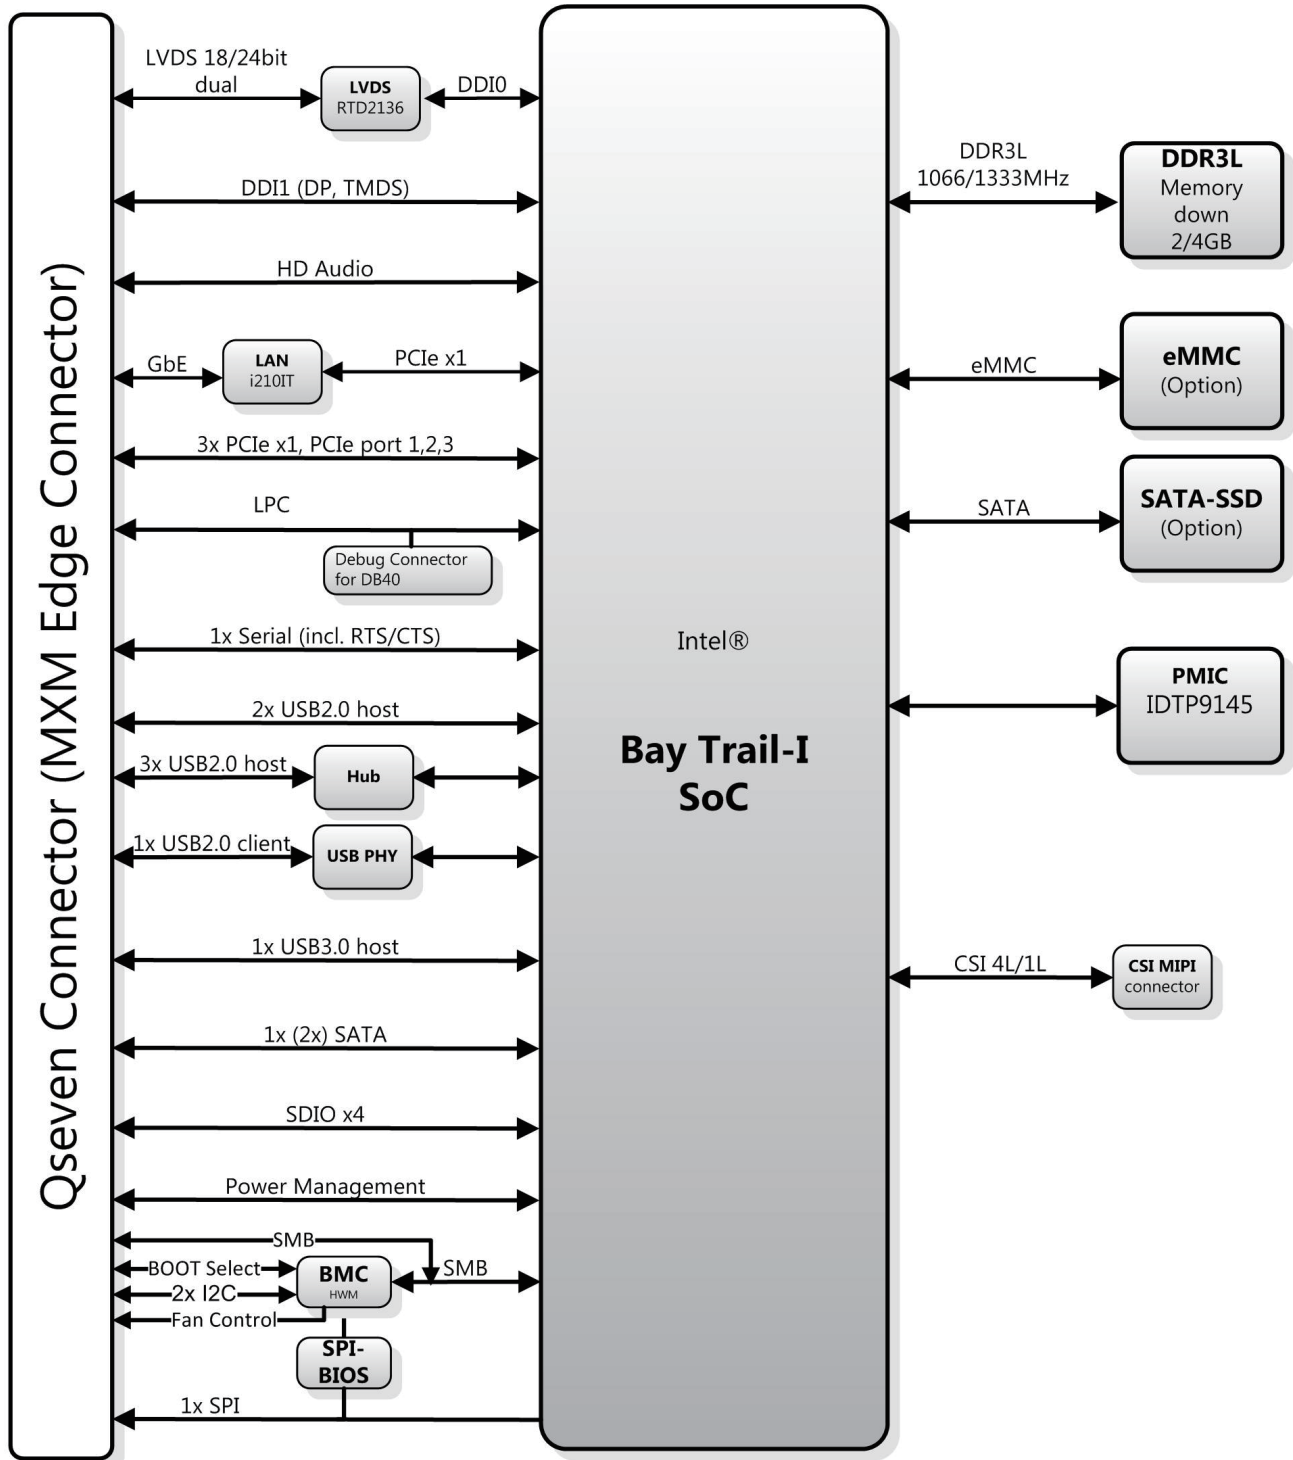 Qseven Connector (MXM Edge Connector)
LVDS 18/24bit
dual
LVDS
RTD2136
DDI0
DDI1 (DP, TMDS)
HD Audio
GbE
LAN
i210IT
PCIe x1
3x PCIe x1, PCIe port 1,2,3
LPC
Debug Connector
for DB40
1x Serial (incl. RTS/CTS)
2x USB2.0 host
3x USB2.0 host
Hub
1x USB2.0 client
USB PHY
1x USB3.0 host
1x (2x) SATA
SDIO x4
Power Management
SMB
BOOT Select
2x I2C
Fan Control
BMC
HWM
SMB
SPI-
BIOS
1x SPI
Intel®
Bay Trail-I
SoC
DDR3L
1066/1333MHz
DDR3L
Memory
down
2/4GB
eMMC
eMMC
(Option)
SATA
SATA-SSD
(Option)
PMIC
IDTP9145
CSI 4L/1L
CSI MIPI
connector